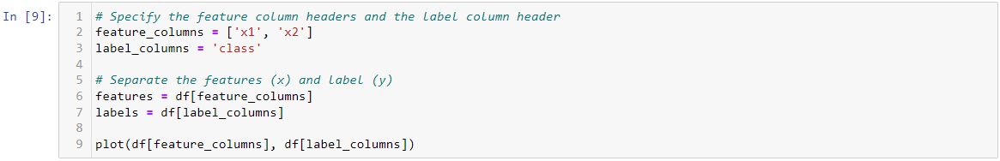 In [9]:
1 # Specify the feature column headers and the label column header
2 feature_columns = ['x1', 'x2']
3 label_columns = 'class'
4
5 # Separate the features (x) and label (y)
6 features = df[feature_columns]
7 labels = df[label_columns]
8
9 plot(df[feature_columns], df[label_columns])